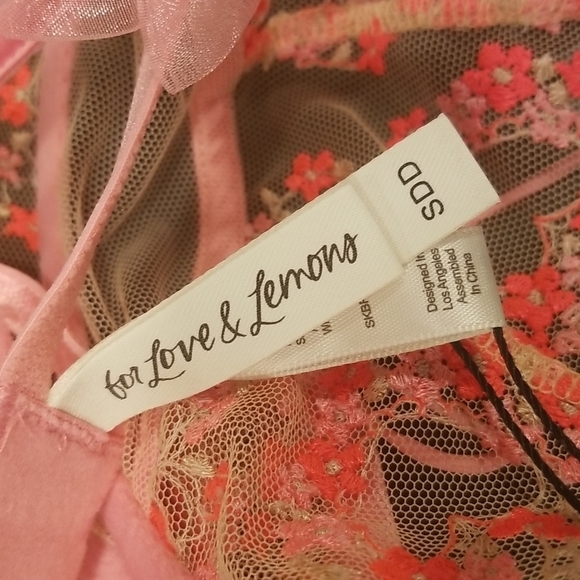 for Love & Lemons
SDD
Designed In
Los Angeles
Assembled
In China